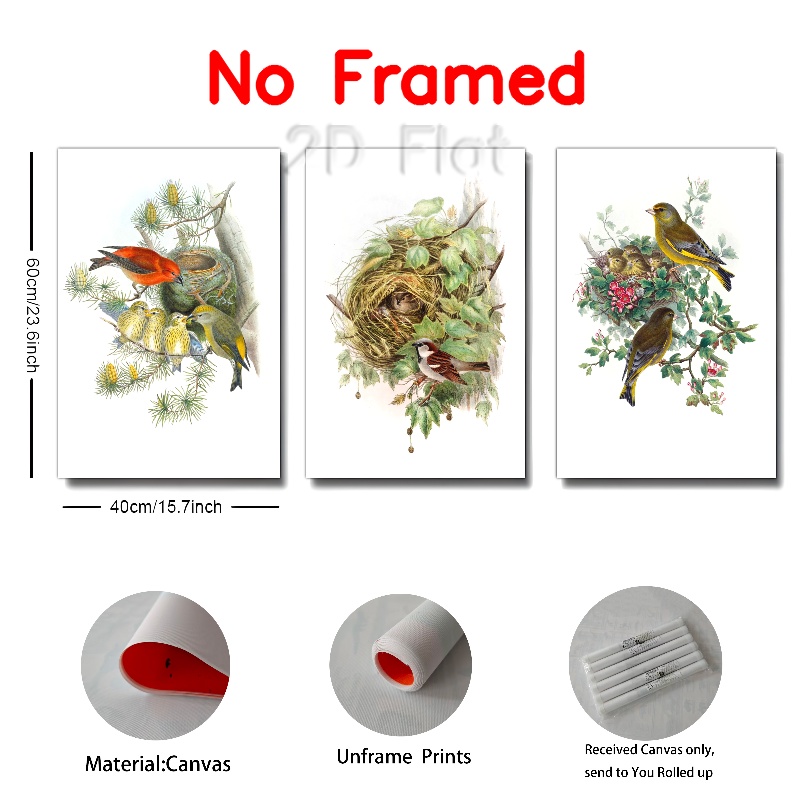 No Framed
2D Flat
60cm/23.6inch
40cm/15.7inch
Material:Canvas
Unframe Prints
Received Canvas only,
send to You Rolled up